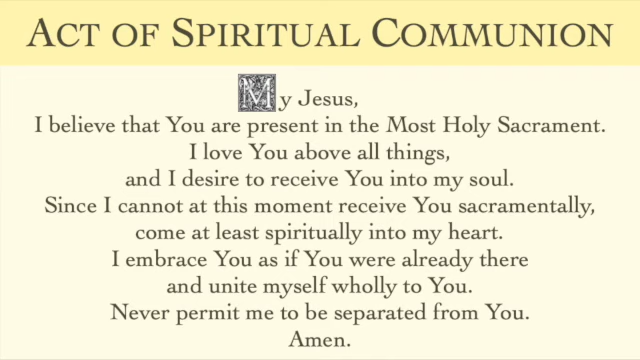 ACT OF SPIRITUAL COMMUNION
My Jesus,
I believe that You are present in the Most Holy Sacrament.
I love You above all things,
and I desire to receive You into my soul.
Since I cannot at this moment receive You sacramentally,
come at least spiritually into my heart.
I embrace You as if You were already there
and unite myself wholly to You.
Never permit me to be separated from You.
Amen.